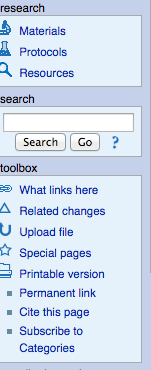 research
Materials
Protocols
Resources
search
Search Go ?
toolbox
What links here
Related changes
Upload file
Special pages
Printable version
Permanent link
Cite this page
Subscribe to
Categories